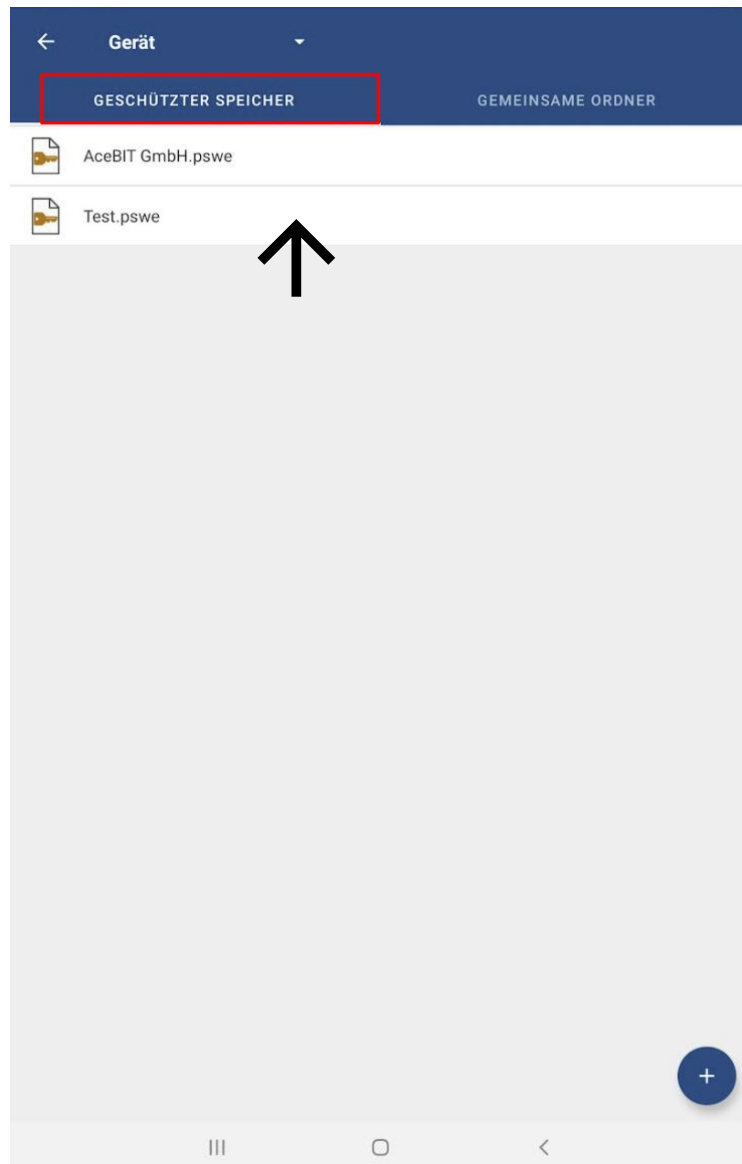 Gerät
GESCHÜTZTER SPEICHER
GEMEINSAME ORDNER
AceBIT GmbH.pswe
Test.pswe